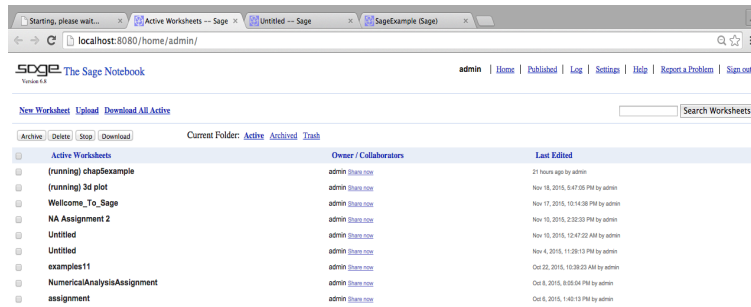 Starting, please wait...
Active Worksheets -- Sage
Untitled -- Sage
SageExample (Sage)
localhost:8080/home/admin/
SDGE The Sage Notebook
Version 6.8
admin | Home | Published | Log | Settings | Help | Report a Problem | Sign out
New Worksheet Upload Download All Active
Search Worksheets
Archive Delete Stop Download Current Folder: Active Archived Trash
Active Worksheets Owner / Collaborators Last Edited
(running) chap5example admin Share now 21 hours ago by admin
(running) 3d plot admin Share now Nov 18, 2015, 5:47:05 PM by admin
Wellcome_To_Sage admin Share now Nov 17, 2015, 10:14:38 PM by admin
NA Assignment 2 admin Share now Nov 10, 2015, 2:32:33 PM by admin
Untitled admin Share now Nov 10, 2015, 12:47:22 AM by admin
Untitled admin Share now Nov 4, 2015, 11:29:13 PM by admin
examples11 admin Share now Oct 22, 2015, 10:39:23 AM by admin
NumericalAnalysisAssignment admin Share now Oct 8, 2015, 8:05:04 PM by admin
assignment admin Share now Oct 6, 2015, 1:40:13 PM by admin